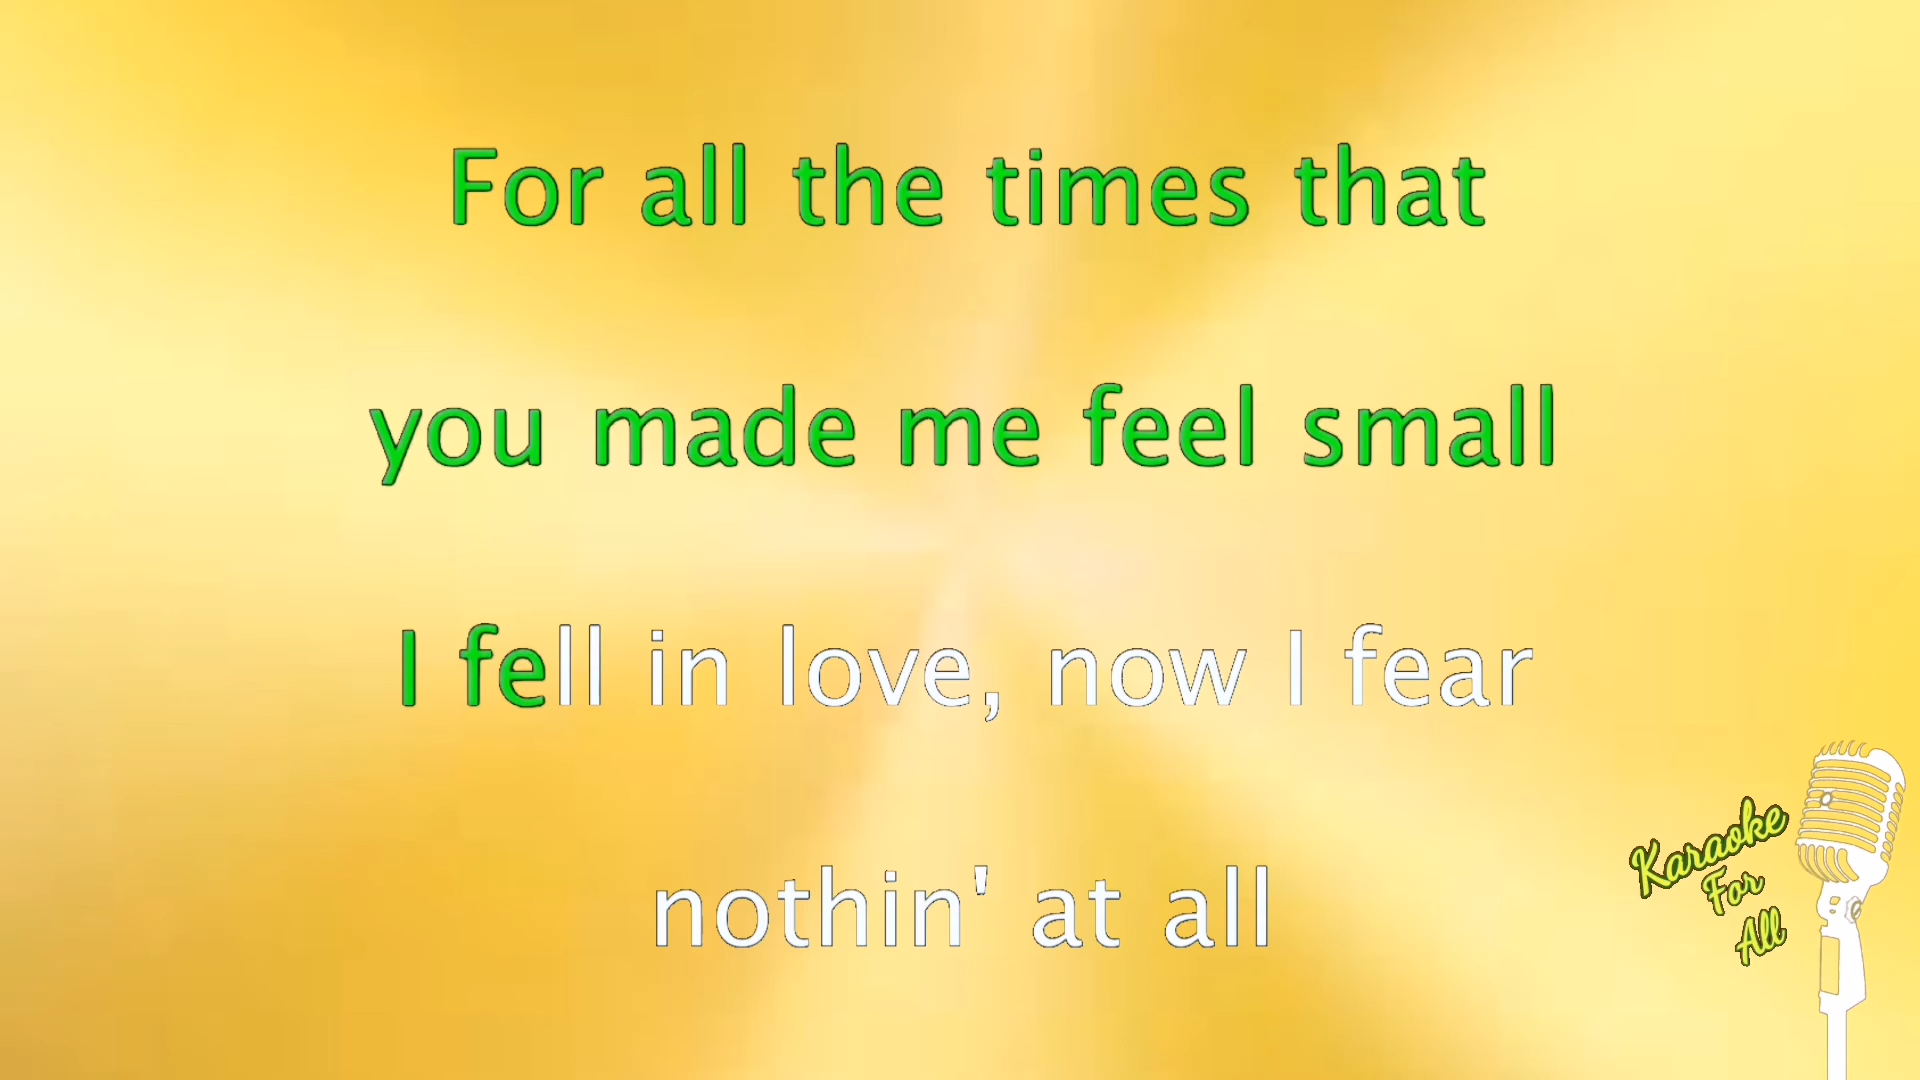 For all the times that
you made me feel small
I fell in love, now I fear
nothin' at all
Karaoke
For
All